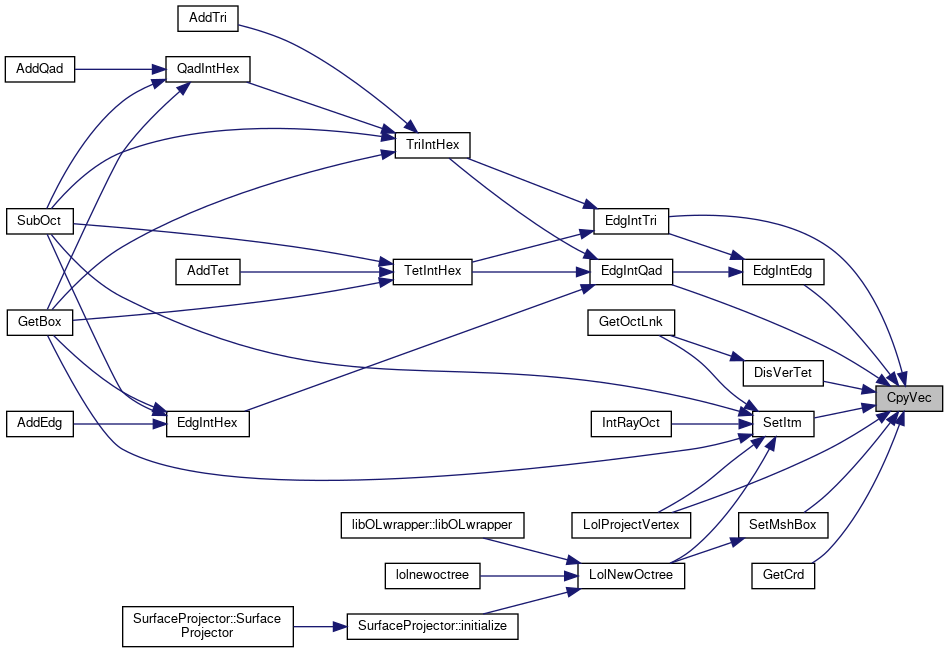 AddTri
AddQad
QadIntHex
TriIntHex
SubOct
EdgIntTri
AddTet
TetIntHex
EdgIntQad
EdgIntEdg
GetBox
GetOctLnk
DisVerTet
CpyVec
AddEdg
EdgIntHex
IntRayOct
SetItm
libOLwrapper::libOLwrapper
LolProjectVertex
SetMshBox
lolnewoctree
LolNewOctree
GetCrd
SurfaceProjector::Surface
Projector
SurfaceProjector::initialize